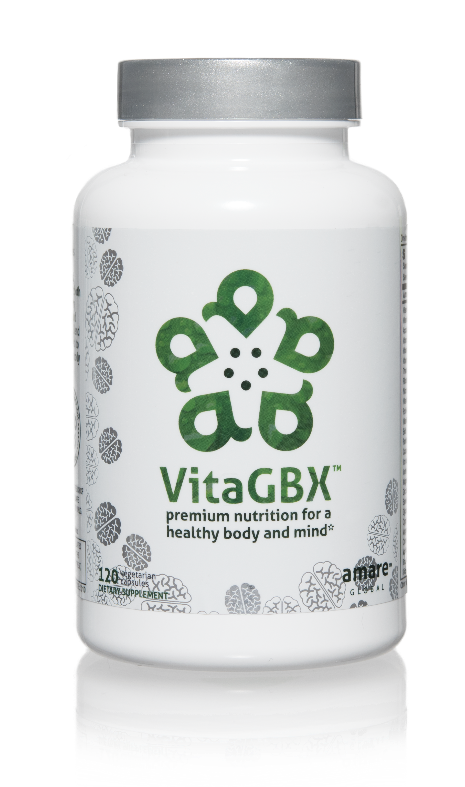 VitaGBX™
premium nutrition for a
healthy body and mind☆
120 Vegetarian
Capsules
DIETARY SUPPLEMENT
amare®
GLOBAL